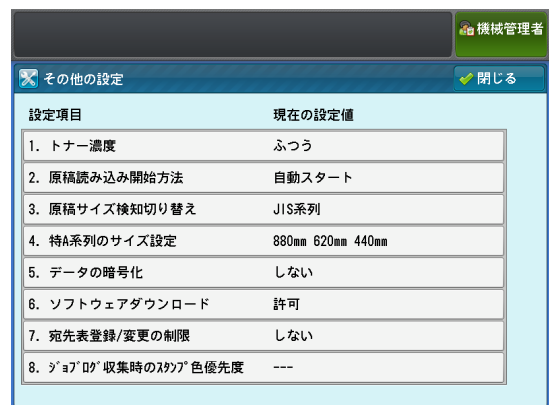 機械管理者
その他の設定
閉じる
設定項目 現在の設定値
1. トナー濃度 ふつう
2. 原稿読み込み開始方法 自動スタート
3. 原稿サイズ検知切り替え JIS系列
4. 特A系列のサイズ設定 880mm 620mm 440mm
5. データの暗号化 しない
6. ソフトウェアダウンロード 許可
7. 宛先表登録/変更の制限 しない
8. ｼﾞｮﾌﾞﾛｸﾞ収集時のｽﾀﾝﾌﾟ色優先度 ---